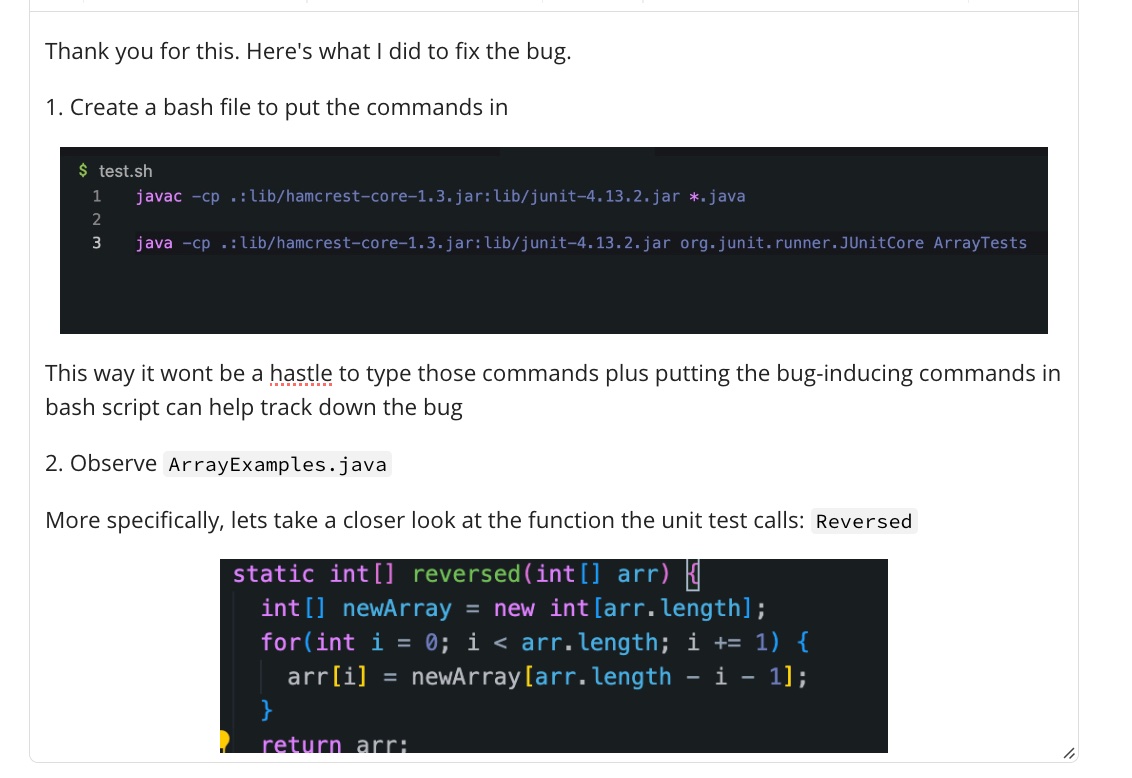 Thank you for this. Here's what I did to fix the bug.
1. Create a bash file to put the commands in
$ test.sh
1 javac -cp .:lib/hamcrest-core-1.3.jar:lib/junit-4.13.2.jar *.java
2
3 java -cp .:lib/hamcrest-core-1.3.jar:lib/junit-4.13.2.jar org.junit.runner.JUnitCore ArrayTests
This way it wont be a hastle to type those commands plus putting the bug-inducing commands in
bash script can help track down the bug
2. Observe ArrayExamples.java
More specifically, lets take a closer look at the function the unit test calls: Reversed
static int[] reversed(int[] arr) {
int[] newArray = new int[arr.length];
for(int i = 0; i < arr.length; i += 1) {
arr[i] = newArray[arr.length - i - 1];
}
return arr;